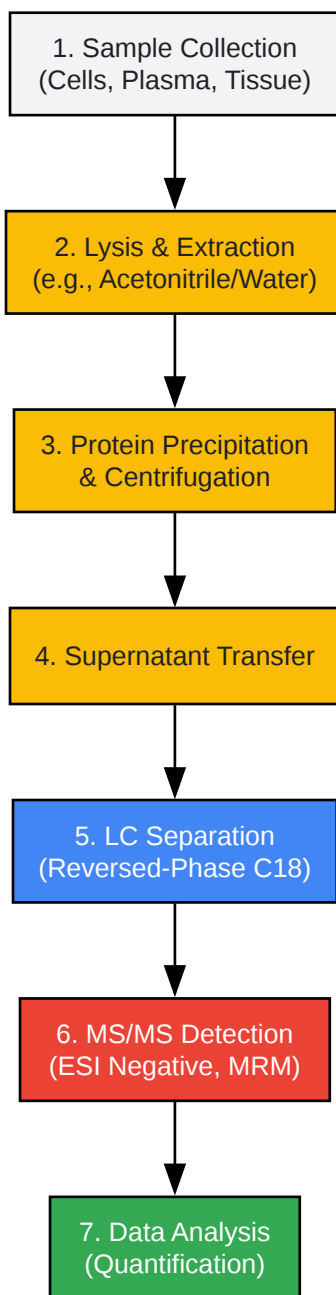 1. Sample Collection
(Cells, Plasma, Tissue)
2. Lysis & Extraction
(e.g., Acetonitrile/Water)
3. Protein Precipitation
& Centrifugation
4. Supernatant Transfer
5. LC Separation
(Reversed-Phase C18)
6. MS/MS Detection
(ESI Negative, MRM)
7. Data Analysis
(Quantification)